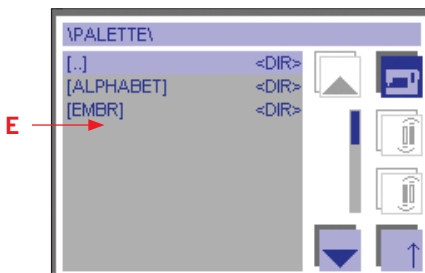 \PALETTE\
[..] <DIR>
[ALPHABET] <DIR>
[EMBR] <DIR>
E